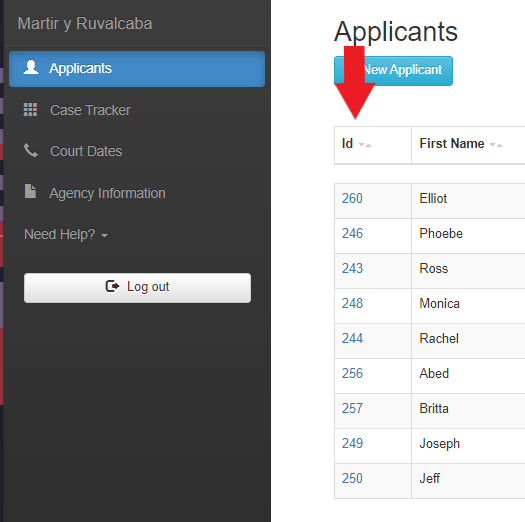 Martir y Ruvalcaba
Applicants
Case Tracker
Court Dates
Agency Information
Need Help?
Log out
Applicants
New Applicant
Id First Name
260 Elliot
246 Phoebe
243 Ross
248 Monica
244 Rachel
256 Abed
257 Britta
249 Joseph
250 Jeff